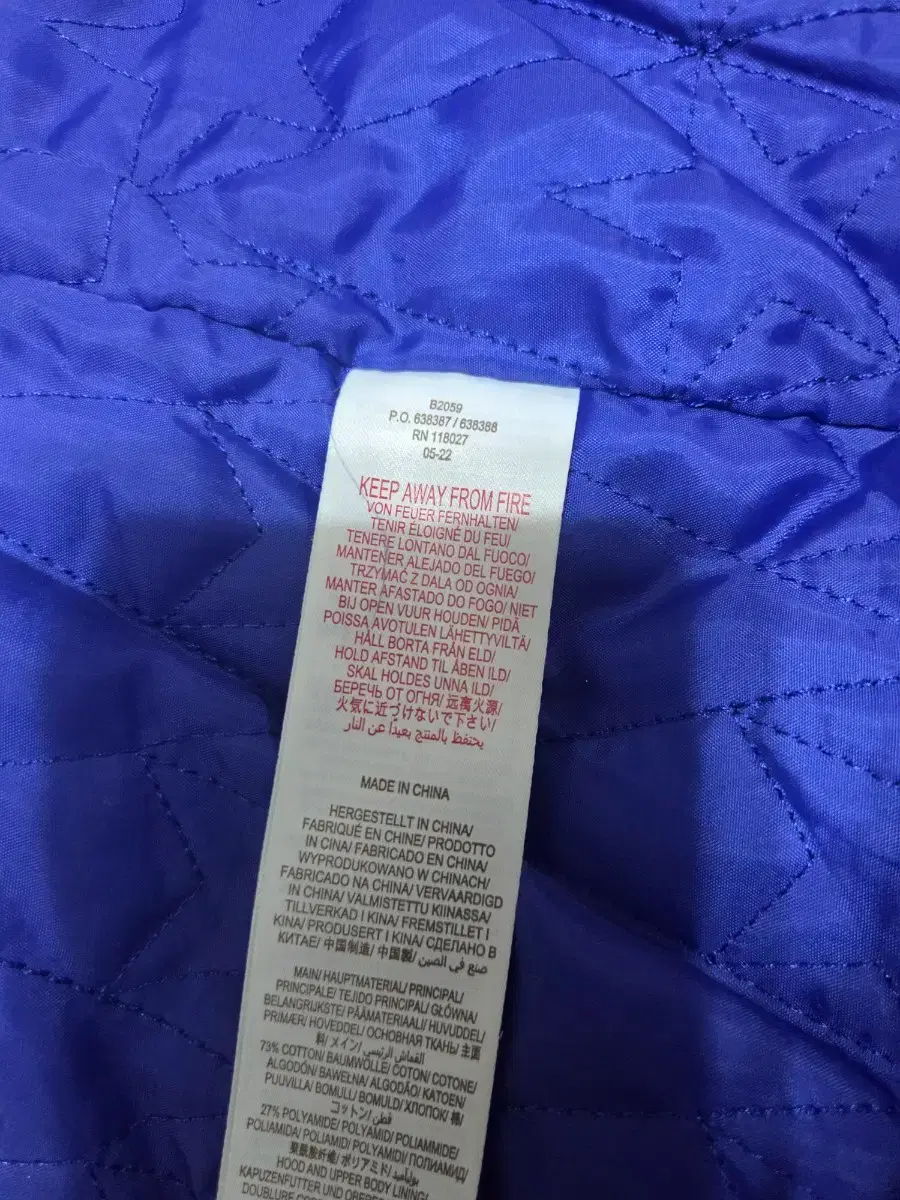 B2059
P.O. 638387 / 638388
RN 118027
05-22
KEEP AWAY FROM FIRE
VON FEUER FERNHALTEN/
TENIR ÉLOIGNÉ DU FEU/
TENERE LONTANO DAL FUOCO/
MANTENER ALEJADO DEL FUEGO/
TRZYMAĆ Z DALA OD OGNIA/
MANTER AFASTADO DO FOGO/ NIET
BIJ OPEN VUUR HOUDEN/ PIDÄ
POISSA AVOTULEN LÄHETTYVILTÄ/
HÅLL BORTA FRÅN ELD/
HOLD AFSTAND TIL ÅBEN ILD/
SKAL HOLDES UNNA ILD/
БЕРЕЧЬ ОТ ОГНЯ/ 远离火源/
火気に近づけないで下さい/
يحتفظ بالمنتج بعيداً عن النار
MADE IN CHINA
HERGESTELLT IN CHINA/
FABRIQUÉ EN CHINE/ PRODOTTO
IN CINA/ FABRICADO EN CHINA/
WYPRODUKOWANO W CHINACH/
FABRICADO NA CHINA/ VERVAARDIGD
IN CHINA/ VALMISTETTU KIINASSA/
TILLVERKAD I KINA/ FREMSTILLET I
KINA/ PRODUSERT I KINA/ СДЕЛАНО В
КИТАЕ/ 中国制造/ 中国製/ صنع في الصين
MAIN/ HAUPTMATERIAL/ PRINCIPAL/
PRINCIPALE/ TEJIDO PRINCIPAL/ GŁÓWNA/
BELANGRIJKSTE/ PÄÄMATERIAALI/ HUVUDDEL/
PRIMÆR/ HOVEDDEL/ ОСНОВНАЯ ТКАНЬ/ 主面
料/ メイン/ القماش الرئيسي
73% COTTON/ BAUMWOLLE/ COTON/ COTONE/
ALGODÓN/ BAWEŁNA/ ALGODÃO/ KATOEN/
PUUVILLA/ BOMULL/ BOMULD/ ХЛОПОК/ 棉/
コットン/ قطن
27% POLYAMIDE/ POLYAMID/ POLIAMMIDE/
POLIAMIDA/ POLIAMID/ POLYAMIDI/ ПОЛИАМИД/
聚酰胺纤维/ ポリアミド/ بولياميد
HOOD AND UPPER BODY LINING/
KAPUZENFUTTER UND
DOUBLURE